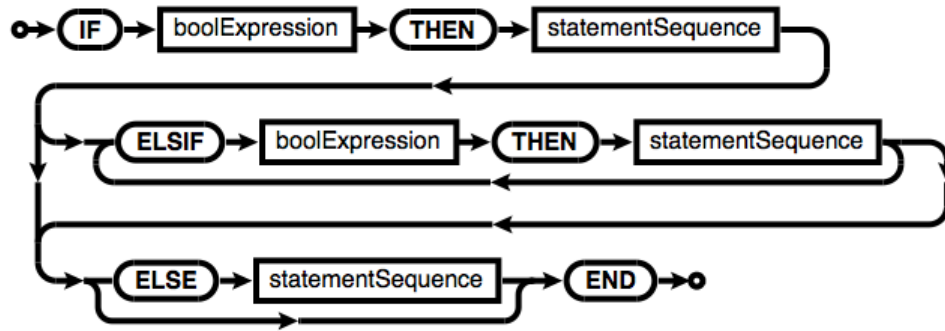 IF boolExpression THEN statementSequence
ELSIF boolExpression THEN statementSequence
ELSE statementSequence END